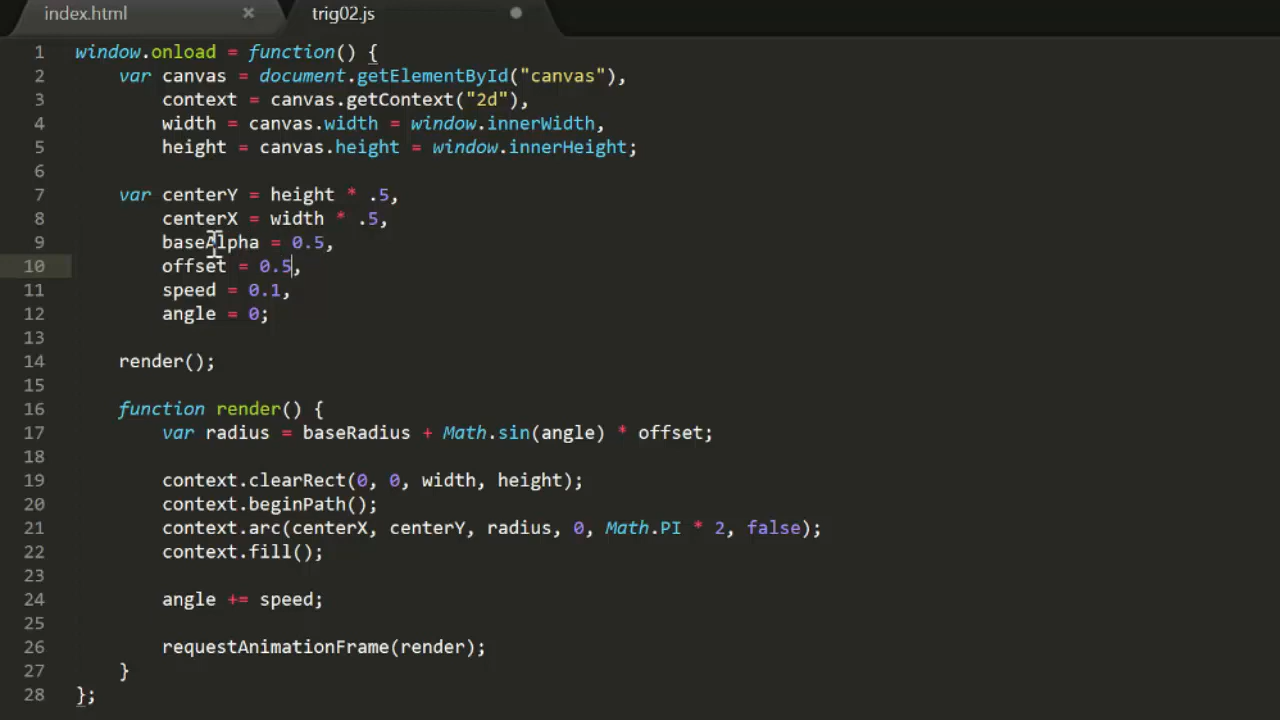 index.html × trig02.js
1 window.onload = function() {
2 var canvas = document.getElementById("canvas"),
3 context = canvas.getContext("2d"),
4 width = canvas.width = window.innerWidth,
5 height = canvas.height = window.innerHeight;
6
7 var centerY = height * .5,
8 centerX = width * .5,
9 baseAlpha = 0.5,
10 offset = 0.5,
11 speed = 0.1,
12 angle = 0;
13
14 render();
15
16 function render() {
17 var radius = baseRadius + Math.sin(angle) * offset;
18
19 context.clearRect(0, 0, width, height);
20 context.beginPath();
21 context.arc(centerX, centerY, radius, 0, Math.PI * 2, false);
22 context.fill();
23
24 angle += speed;
25
26 requestAnimationFrame(render);
27 }
28 };